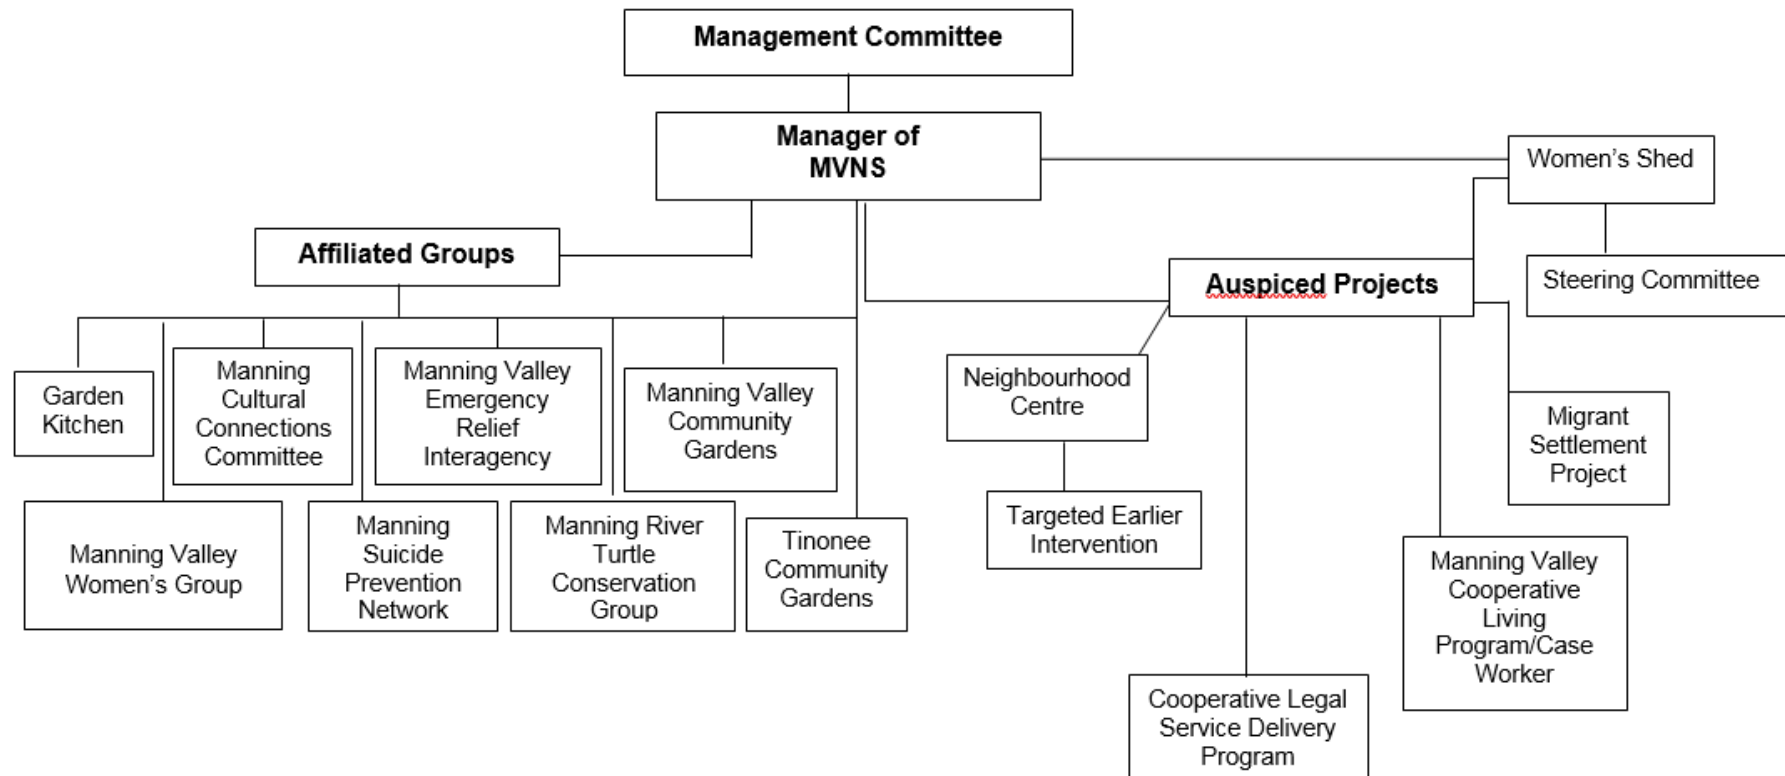 Management Committee
Manager of
MVNS
Women's Shed
Affiliated Groups
Auspiced Projects
Steering Committee
Garden
Kitchen
Manning
Cultural
Connections
Committee
Manning Valley
Emergency
Relief
Interagency
Manning Valley
Community
Gardens
Neighbourhood
Centre
Migrant
Settlement
Project
Manning Valley
Women's Group
Manning
Suicide
Prevention
Network
Manning River
Turtle
Conservation
Group
Tinonee
Community
Gardens
Targeted Earlier
Intervention
Manning Valley
Cooperative
Living
Program/Case
Worker
Cooperative Legal
Service Delivery
Program